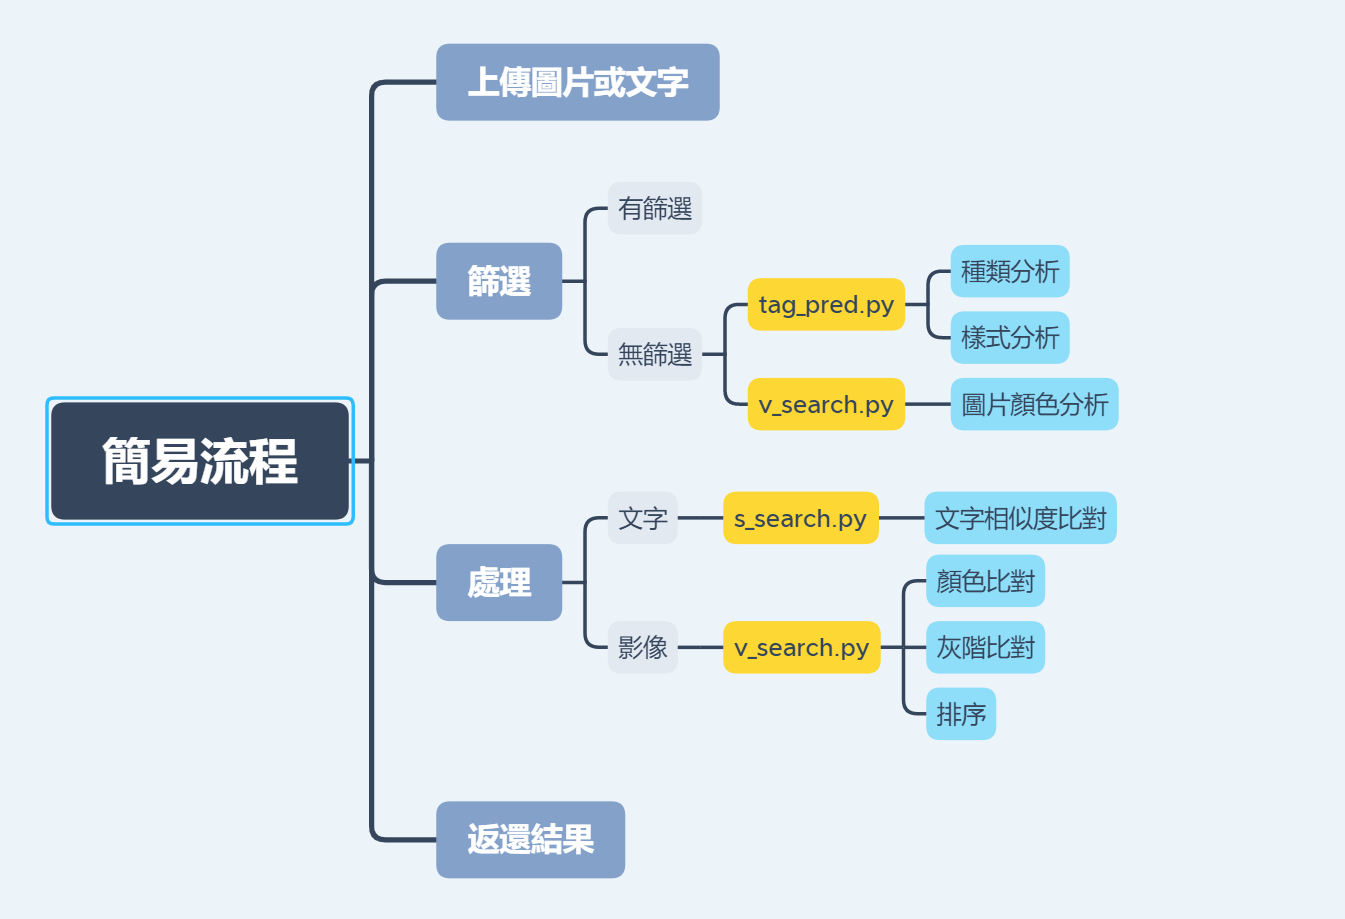 上傳圖片或文字
有篩選
篩選
無篩選
tag_pred.py
種類分析
樣式分析
v_search.py
圖片顏色分析
簡易流程
處理
文字
s_search.py
文字相似度比對
影像
v_search.py
顏色比對
灰階比對
排序
返還結果